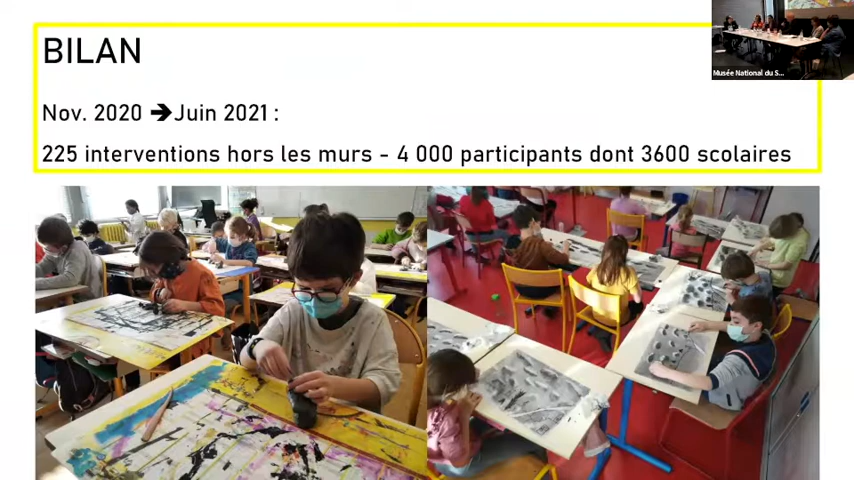 BILAN
Musée National du S...
Nov. 2020 ➔Juin 2021 :
225 interventions hors les murs - 4 000 participants dont 3600 scolaires